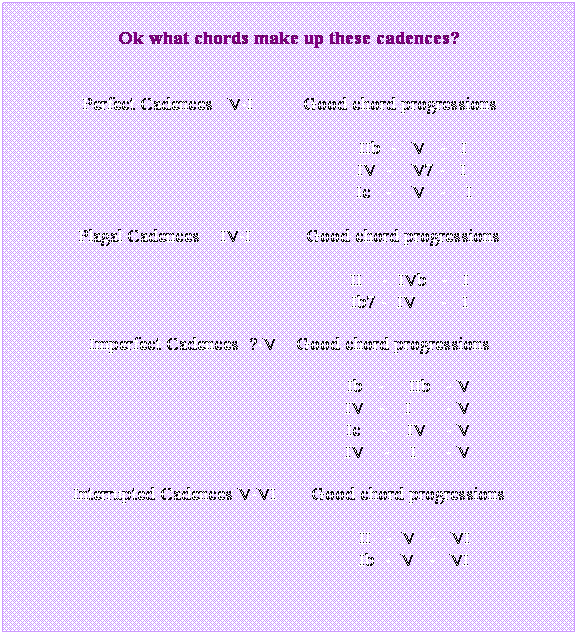 Ok what chords make up these cadences?
Perfect Cadences V-I Good chord progressions
IIb - V - I
IV - V7 - I
Ic - V - I
Plagal Cadences IV-I Good chord progressions
II - IVb - I
Ib7 - IV - I
Imperfect Cadences ?-V Good chord progressions
Ib - IIb - V
IV - I - V
Ic - IV - V
IV - I - V
Interrupted Cadences V-VI Good chord progressions
II - V - VI
Ib - V - VI